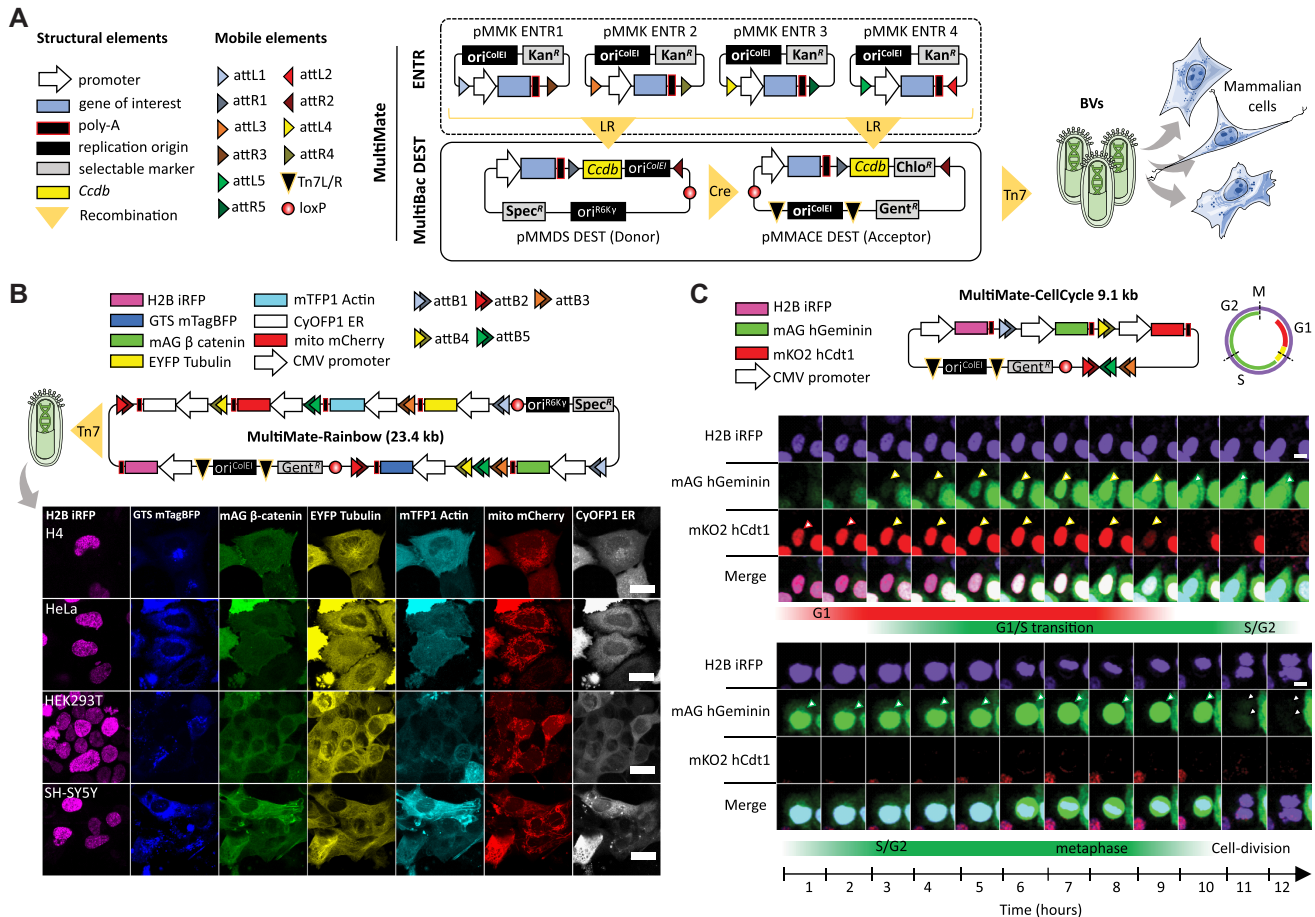 A
Structural elements
promoter
gene of interest
poly-A
replication origin
selectable marker
Ccdb
Recombination
Mobile elements
attL1
attL2
attR1
attR2
attL3
attL4
attR3
attR4
attL5
Tn7L/R
attR5
loxP
MultiMate
ENTR
MultiBac DEST
pMMK ENTR1
pMMK ENTR 2
pMMK ENTR 3
pMMK ENTR 4
oriColEI
KanR
oriColEI
KanR
oriColEI
KanR
oriColEI
KanR
LR
LR
Ccdb
oriColEI
SpecR
oriR6Kγ
pMMDS DEST (Donor)
Cre
Ccdb
ChloR
oriColEI
GentR
pMMACE DEST (Acceptor)
Tn7
BVs
Mammalian
cells
B
H2B iRFP
GTS mTagBFP
mAG β catenin
EYFP Tubulin
mTFP1 Actin
CyOFP1 ER
mito mCherry
CMV promoter
attB1
attB2
attB3
attB4
attB5
Tn7
oriR6Kγ
SpecR
MultiMate-Rainbow (23.4 kb)
oriColEI
GentR
H2B iRFP
GTS mTagBFP
mAG β-catenin
EYFP Tubulin
mTFP1 Actin
mito mCherry
CyOFP1 ER
H4
HeLa
HEK293T
SH-SY5Y
C
H2B iRFP
mAG hGeminin
mKO2 hCdt1
CMV promoter
MultiMate-CellCycle 9.1 kb
oriColEI
GentR
M
G2
G1
S
H2B iRFP
mAG hGeminin
mKO2 hCdt1
Merge
G1
G1/S transition
S/G2
H2B iRFP
mAG hGeminin
mKO2 hCdt1
Merge
S/G2
metaphase
Cell-division
1 2 3 4 5 6 7 8 9 10 11 12
Time (hours)